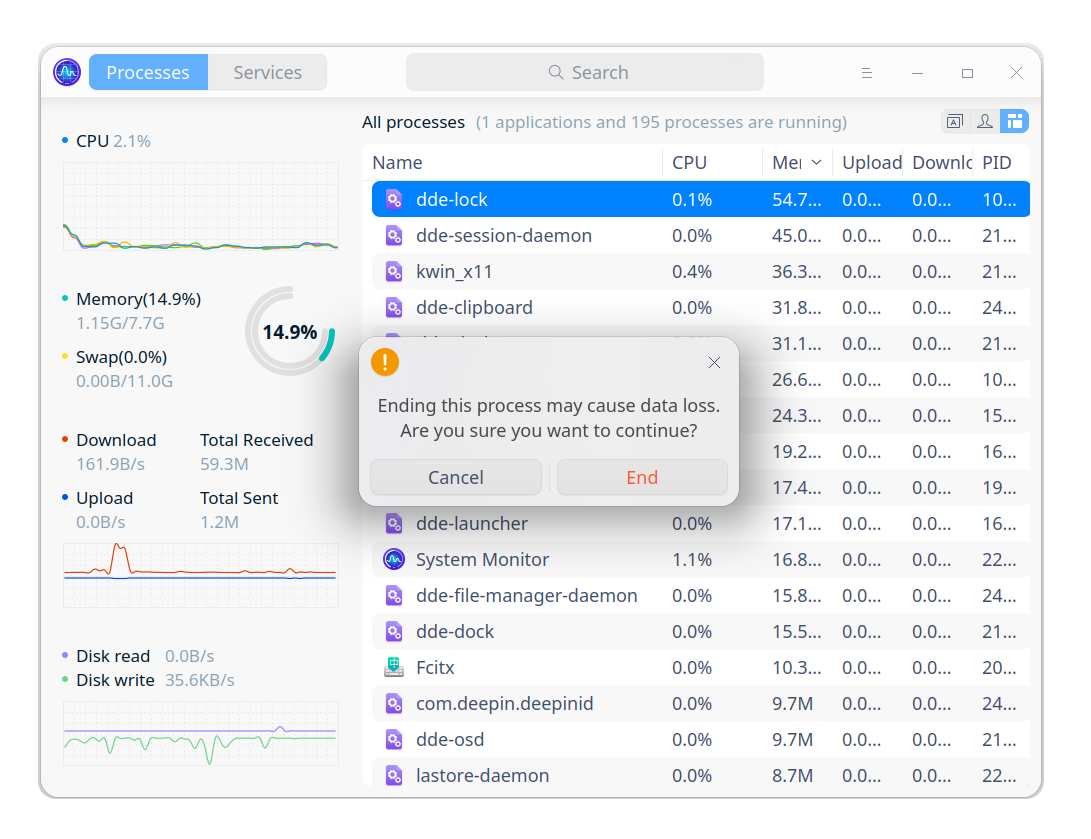 Processes Services Search
CPU 2.1%
Memory(14.9%)
1.15G/7.7G
14.9%
Swap(0.0%)
0.00B/11.0G
Download Total Received
161.9B/s 59.3M
Upload Total Sent
0.0B/s 1.2M
Disk read 0.0B/s
Disk write 35.6KB/s
All processes (1 applications and 195 processes are running)
Name CPU Upload PID
dde-lock 0.1% 54.7... 0.0... 0.0... 10...
dde-session-daemon 0.0% 45.0... 0.0... 0.0... 21...
kwin_x11 0.4% 36.3... 0.0... 0.0... 21...
dde-clipboard 0.0% 31.8... 0.0... 0.0... 24...
31.1... 0.0... 0.0... 21...
26.6... 0.0... 0.0... 10...
24.3... 0.0... 0.0... 15...
19.2... 0.0... 0.0... 16...
17.4... 0.0... 0.0... 19...
dde-launcher 0.0% 17.1... 0.0... 0.0... 16...
System Monitor 1.1% 16.8... 0.0... 0.0... 22...
dde-file-manager-daemon 0.0% 15.8... 0.0... 0.0... 24...
dde-dock 0.0% 15.5... 0.0... 0.0... 21...
Fcitx 0.0% 10.3... 0.0... 0.0... 20...
com.deepin.deepinid 0.0% 9.7M 0.0... 0.0... 24...
dde-osd 0.0% 9.7M 0.0... 0.0... 21...
lastore-daemon 0.0% 8.7M 0.0... 0.0... 22...
Ending this process may cause data loss.
Are you sure you want to continue?
Cancel End